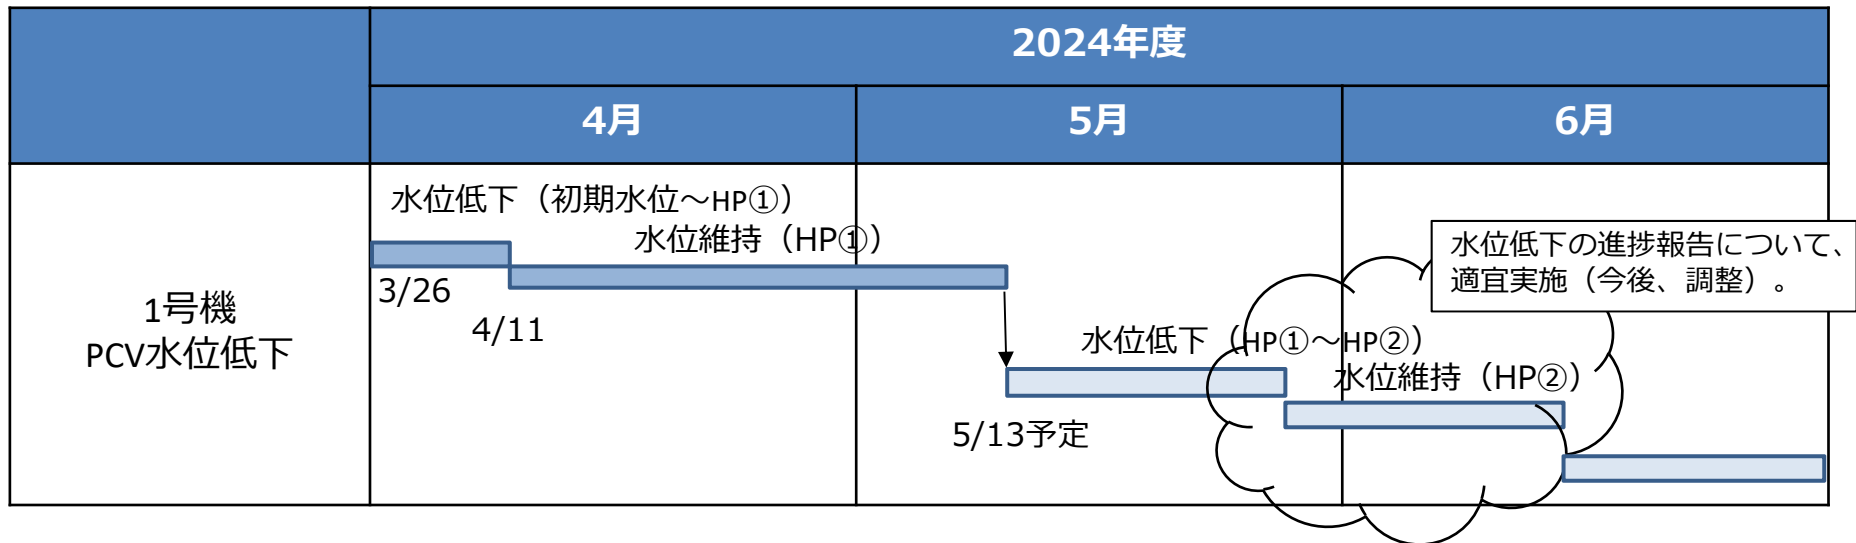 2024年度
4月
5月
6月
1号機
PCV水位低下
水位低下（初期水位～HP①）
水位維持（HP①）
3/26
4/11
水位低下の進捗報告について、
適宜実施（今後、調整）。
水位低下（HP①～HP②）
水位維持（HP②）
5/13予定